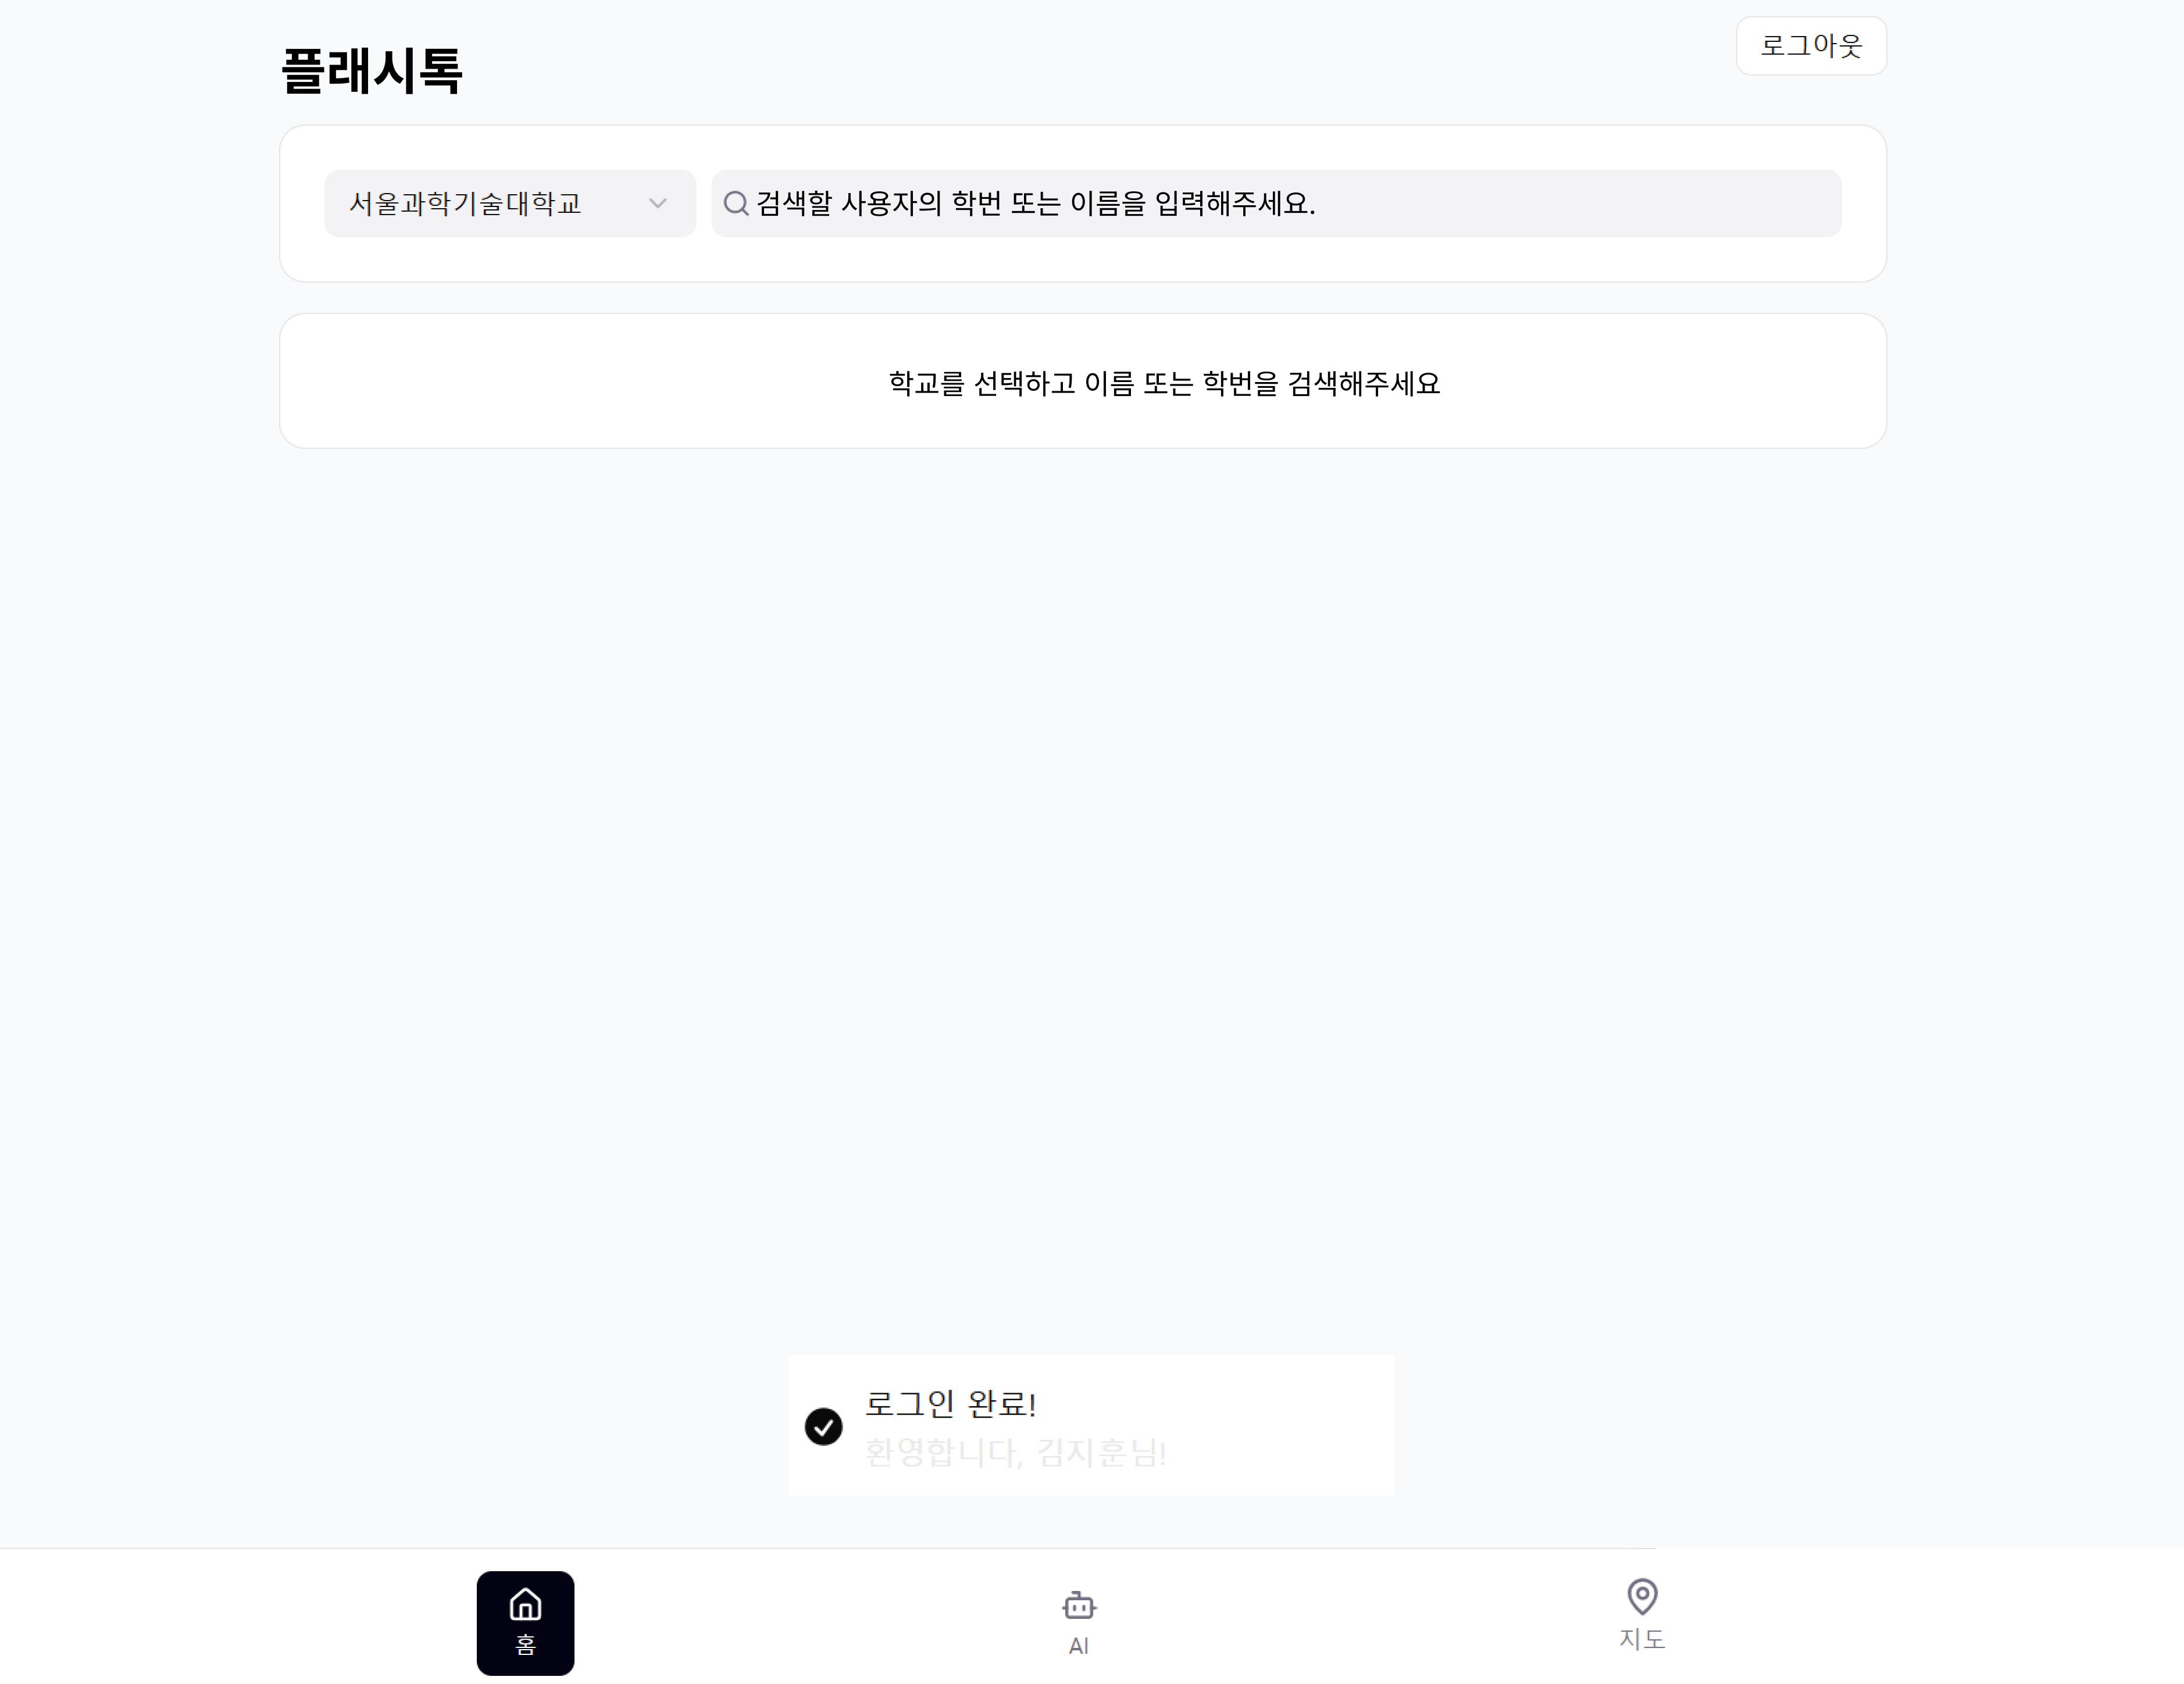 플래시톡
로그아웃
서울과학기술대학교
검색할 사용자의 학번 또는 이름을 입력해주세요.
학교를 선택하고 이름 또는 학번을 검색해주세요
로그인 완료!
환영합니다, 김지훈님!
홈
AI
지도